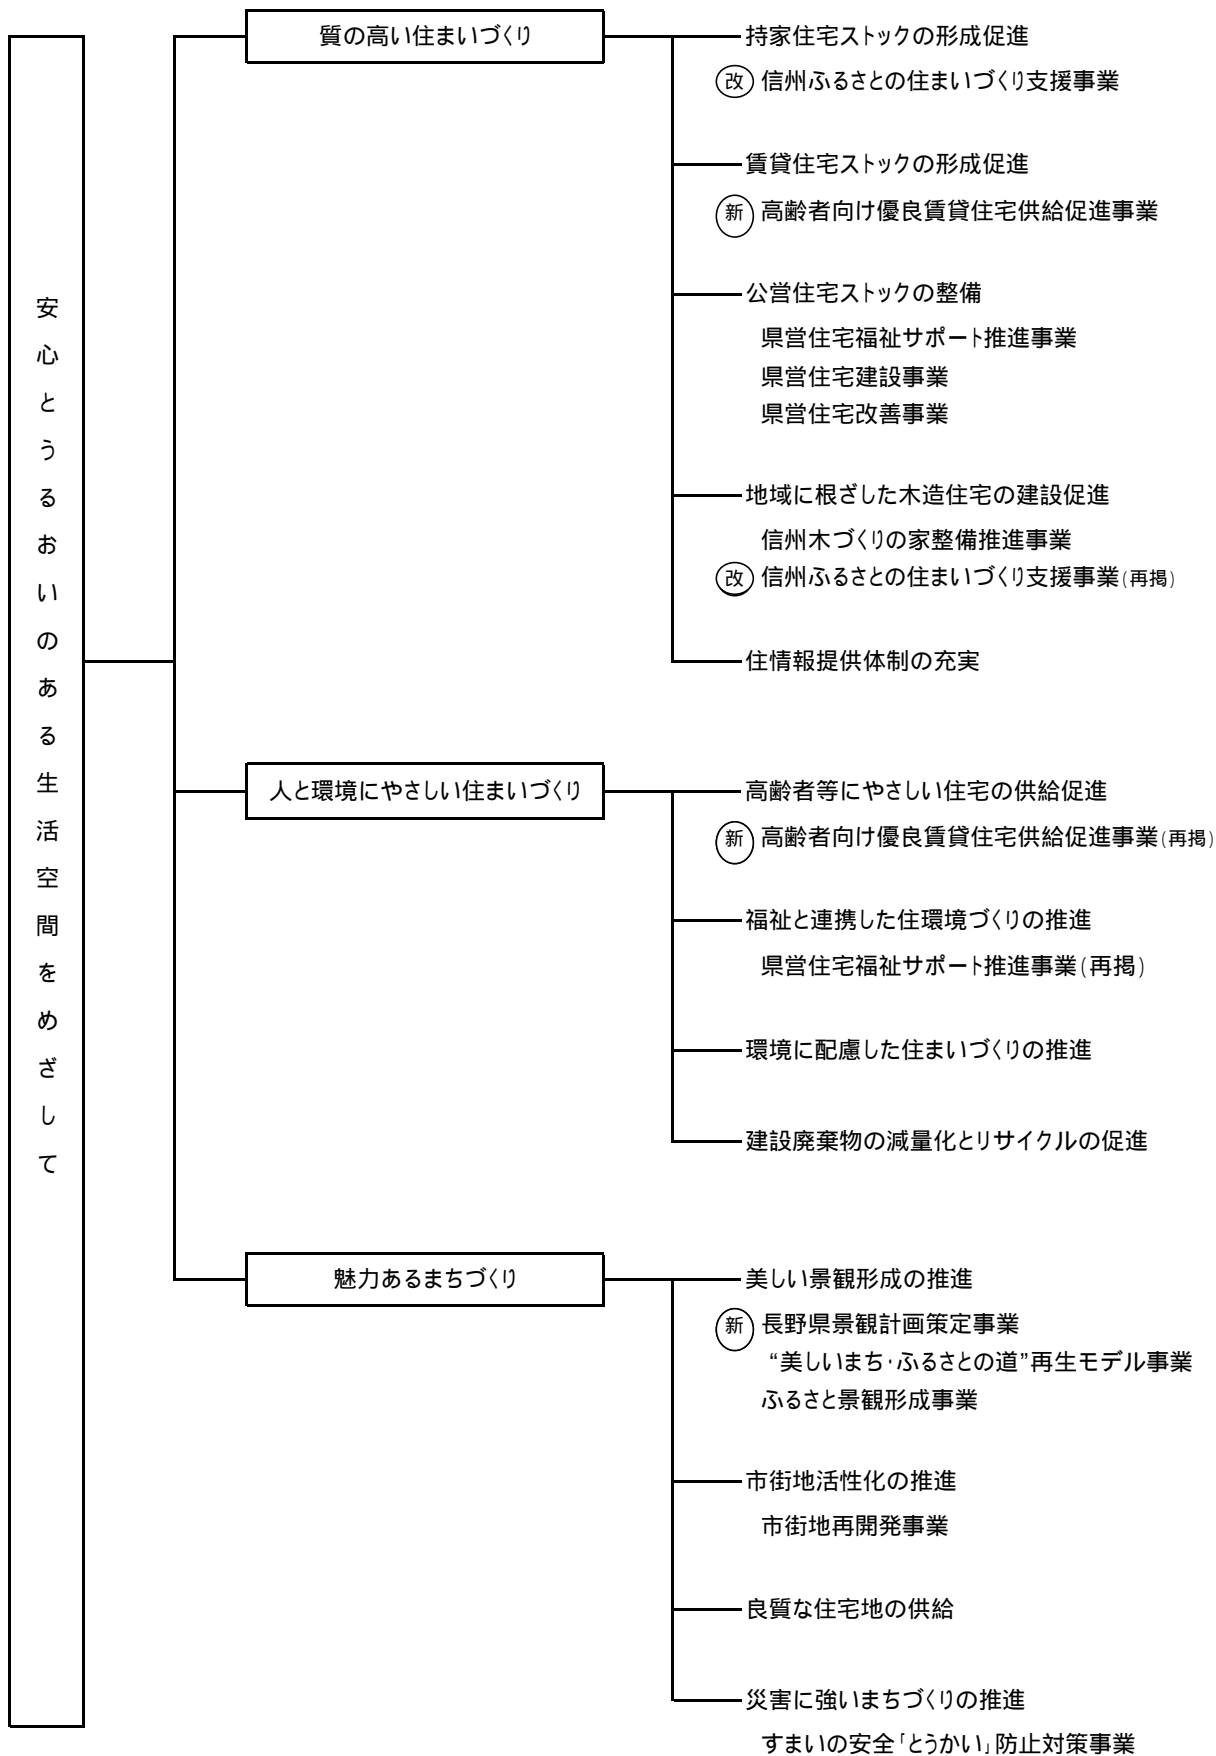 安心とうるおいのある生活空間をめざして
質の高い住まいづくり
持家住宅ストックの形成促進
改 信州ふるさとの住まいづくり支援事業
賃貸住宅ストックの形成促進
新 高齢者向け優良賃貸住宅供給促進事業
公営住宅ストックの整備
県営住宅福祉サポート推進事業
県営住宅建設事業
県営住宅改善事業
地域に根ざした木造住宅の建設促進
信州木づくりの家整備推進事業
改 信州ふるさとの住まいづくり支援事業(再掲)
住情報提供体制の充実
人と環境にやさしい住まいづくり
高齢者等にやさしい住宅の供給促進
新 高齢者向け優良賃貸住宅供給促進事業(再掲)
福祉と連携した住環境づくりの推進
県営住宅福祉サポート推進事業(再掲)
環境に配慮した住まいづくりの推進
建設廃棄物の減量化とリサイクルの促進
魅力あるまちづくり
美しい景観形成の推進
新 長野県景観計画策定事業
“美しいまち・ふるさとの道”再生モデル事業
ふるさと景観形成事業
市街地活性化の推進
市街地再開発事業
良質な住宅地の供給
災害に強いまちづくりの推進
すまいの安全「とうかい」防止対策事業